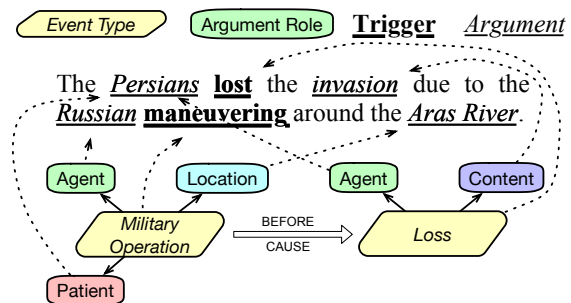 Event Type Argument Role Trigger Argument
The Persians lost the invasion due to the
Russian maneuvering around the Aras River.
Agent Location Agent Content
Military
Operation
BEFORE
CAUSE
Loss
Patient